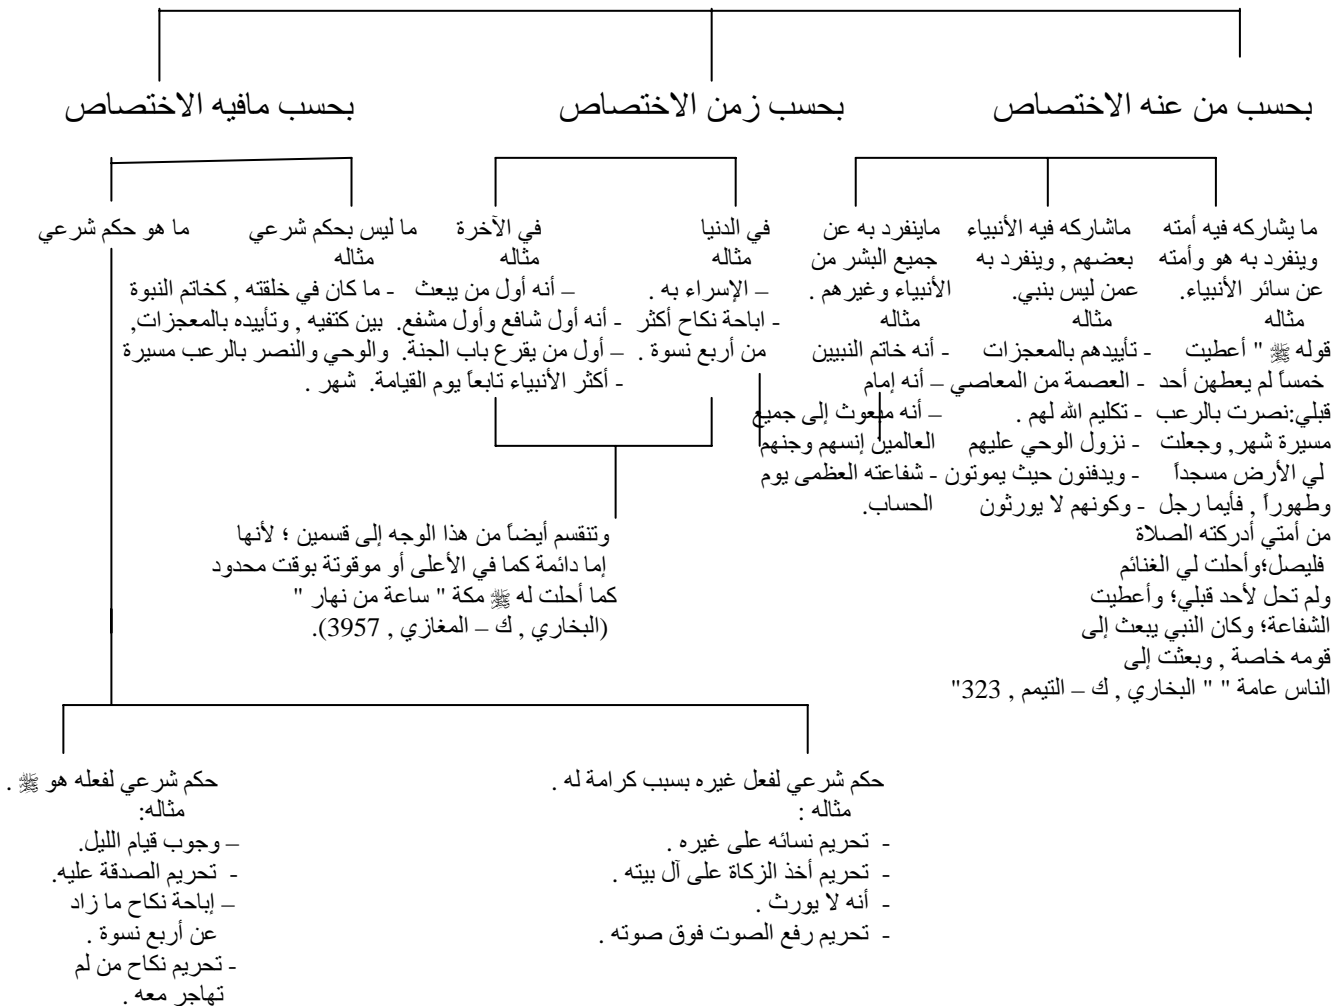 بحسب من عنه الاختصاص
بحسب زمن الاختصاص
بحسب مافيه الاختصاص
ما يشاركه فيه أمته
وينفرد به هو وأمته
عن سائر الأنبياء.
مثاله
قوله ﷺ " أعطيت
خمساً لم يعطهن أحد
قبلي:نصرت بالرعب
مسيرة شهر, وجعلت
لي الأرض مسجداً
وطهوراً , فأيما رجل
من أمتي أدركته الصلاة
فليصل؛وأحلت لي الغنائم
ولم تحل لأحد قبلي؛ وأعطيت
الشفاعة؛ وكان النبي يبعث إلى
قومه خاصة , وبعثت إلى
الناس عامة " " البخاري , ك – التيمم , 323"
ماشاركه فيه الأنبياء
بعضهم , وينفرد به
عمن ليس بنبي.
مثاله
- تأييدهم بالمعجزات
- العصمة من المعاصي
- تكليم الله لهم .
- نزول الوحي عليهم
- ويدفنون حيث يموتون
- وكونهم لا يورثون
ماينفرد به عن
جميع البشر من
الأنبياء وغيرهم .
مثاله
- أنه خاتم النبيين
– أنه إمام
– أنه مبعوث إلى جميع
العالمين إنسهم وجنهم
- شفاعته العظمى يوم
الحساب.
في الدنيا
مثاله
– الإسراء به .
- اباحة نكاح أكثر
من أربع نسوة .
في الآخرة
مثاله
– أنه أول من يبعث
- أنه أول شافع وأول مشفع.
– أول من يقرع باب الجنة.
- أكثر الأنبياء تابعاً يوم القيامة.
وتنقسم أيضاً من هذا الوجه إلى قسمين ؛ لأنها
إما دائمة كما في الأعلى أو موقوتة بوقت محدود
كما أحلت له ﷺ مكة " ساعة من نهار "
(البخاري , ك – المغازي , 3957).
ما ليس بحكم شرعي
مثاله
- ما كان في خلقته , كخاتم النبوة
بين كتفيه , وتأييده بالمعجزات,
والوحي والنصر بالرعب مسيرة
شهر .
ما هو حكم شرعي
حكم شرعي لفعل غيره بسبب كرامة له .
مثاله :
- تحريم نسائه على غيره .
- تحريم أخذ الزكاة على آل بيته .
- أنه لا يورث .
- تحريم رفع الصوت فوق صوته .
حكم شرعي لفعله هو ﷺ .
مثاله:
– وجوب قيام الليل.
- تحريم الصدقة عليه.
– إباحة نكاح ما زاد
عن أربع نسوة .
- تحريم نكاح من لم
تهاجر معه .